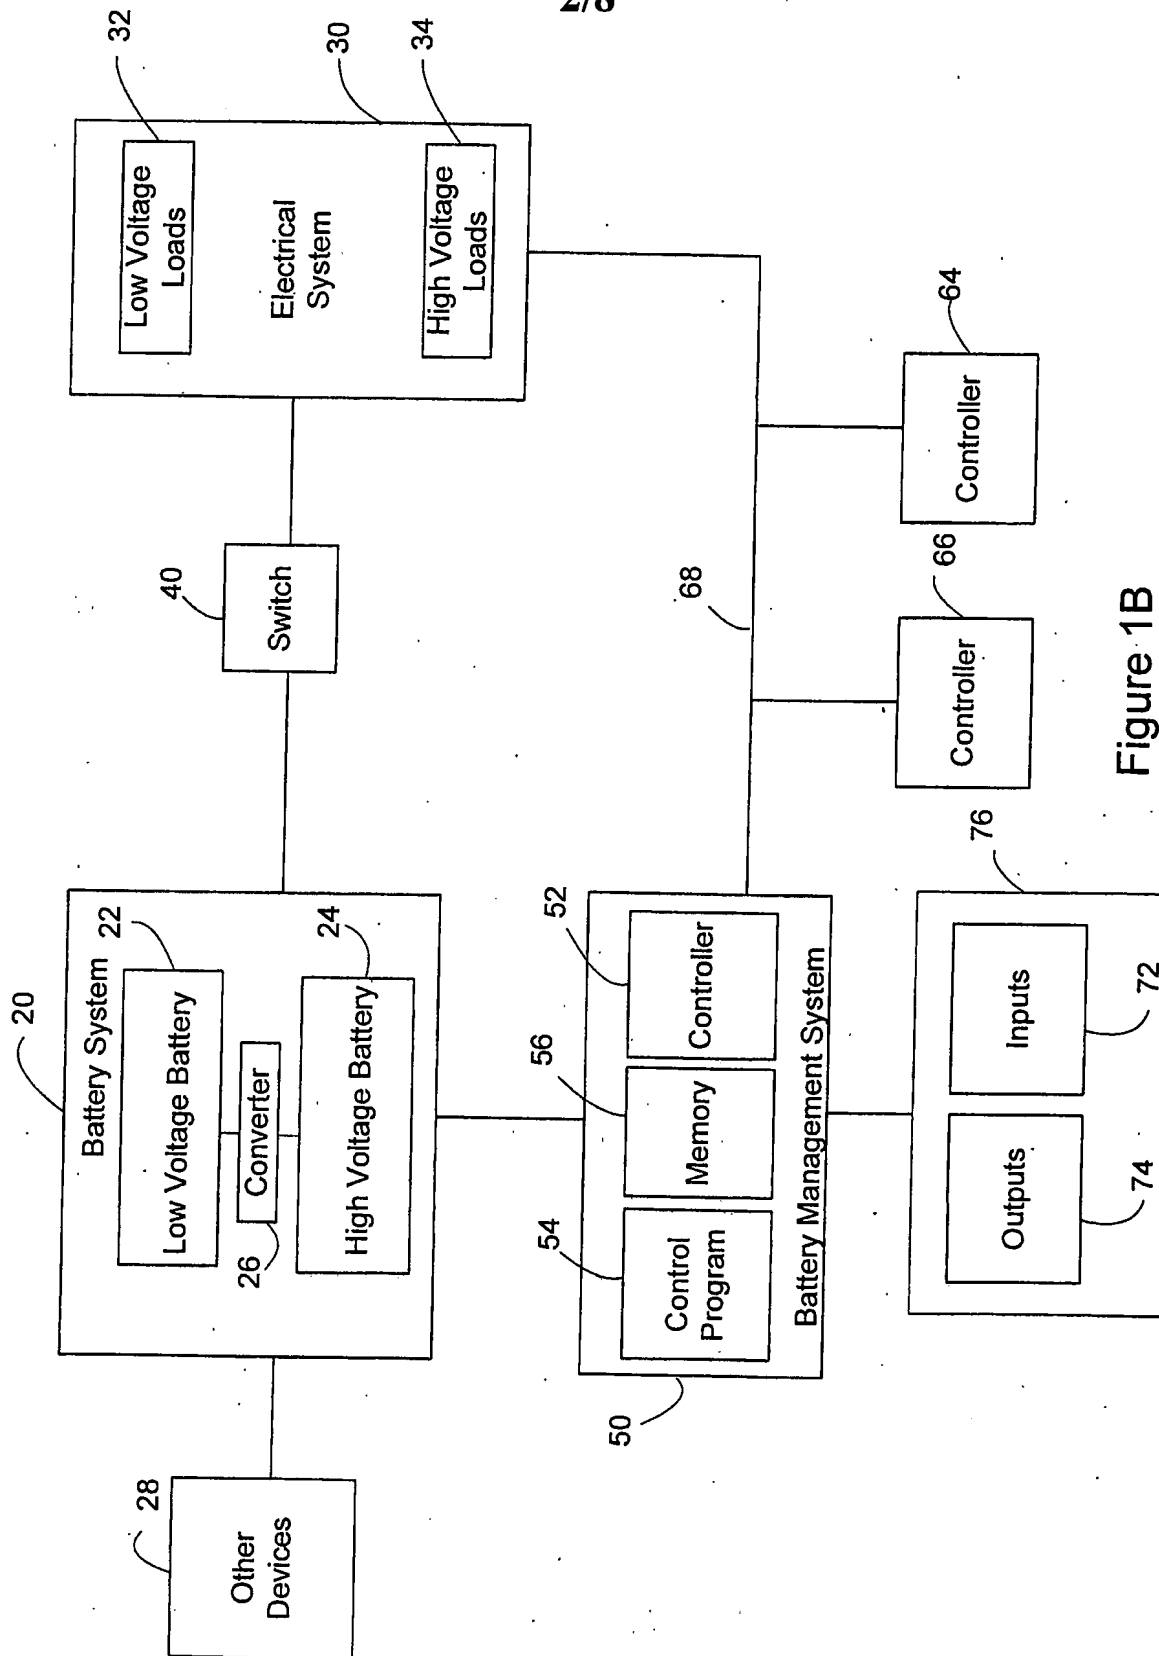 2/8
20
Battery System
22
Low Voltage Battery
Converter
26
24
High Voltage Battery
28
Other
Devices
40
Switch
30
32
Low Voltage
Loads
Electrical
System
34
High Voltage
Loads
50
54
Control
Program
56
Memory
52
Controller
Battery Management System
68
66
Controller
64
Controller
76
Outputs
74
Inputs
72
Figure 1B